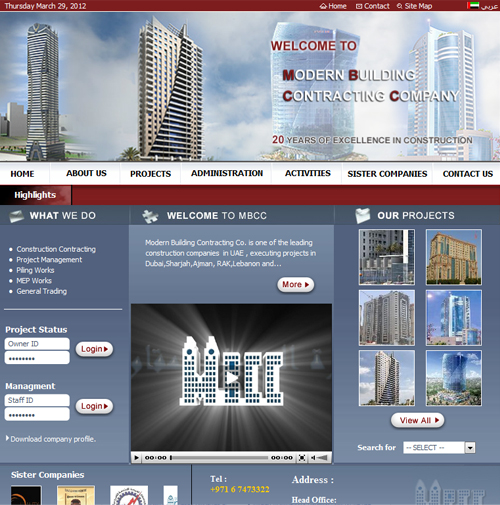 Thursday March 29, 2012
Home
Contact
Site Map
عربي
WELCOME TO
MODERN BUILDING
CONTRACTING COMPANY
20 YEARS OF EXCELLENCE IN CONSTRUCTION
HOME
ABOUT US
PROJECTS
ADMINISTRATION
ACTIVITIES
SISTER COMPANIES
CONTACT US
Highlights
WHAT WE DO
Construction Contracting
Project Management
Piling Works
MEP Works
General Trading
Project Status
Owner ID
Login
Managment
Staff ID
Login
Download company profile.
WELCOME TO MBCC
Modern Building Contracting Co. is one of the leading
construction companies in UAE , executing projects in
Dubai,Sharjah,Ajman, RAK,Lebanon and...
More
MBCC
00:00
00:00
OUR PROJECTS
View All
Search for
-- SELECT --
Sister Companies
Tel :
+971 6 7473322
Address :
Head Office:
MBCC